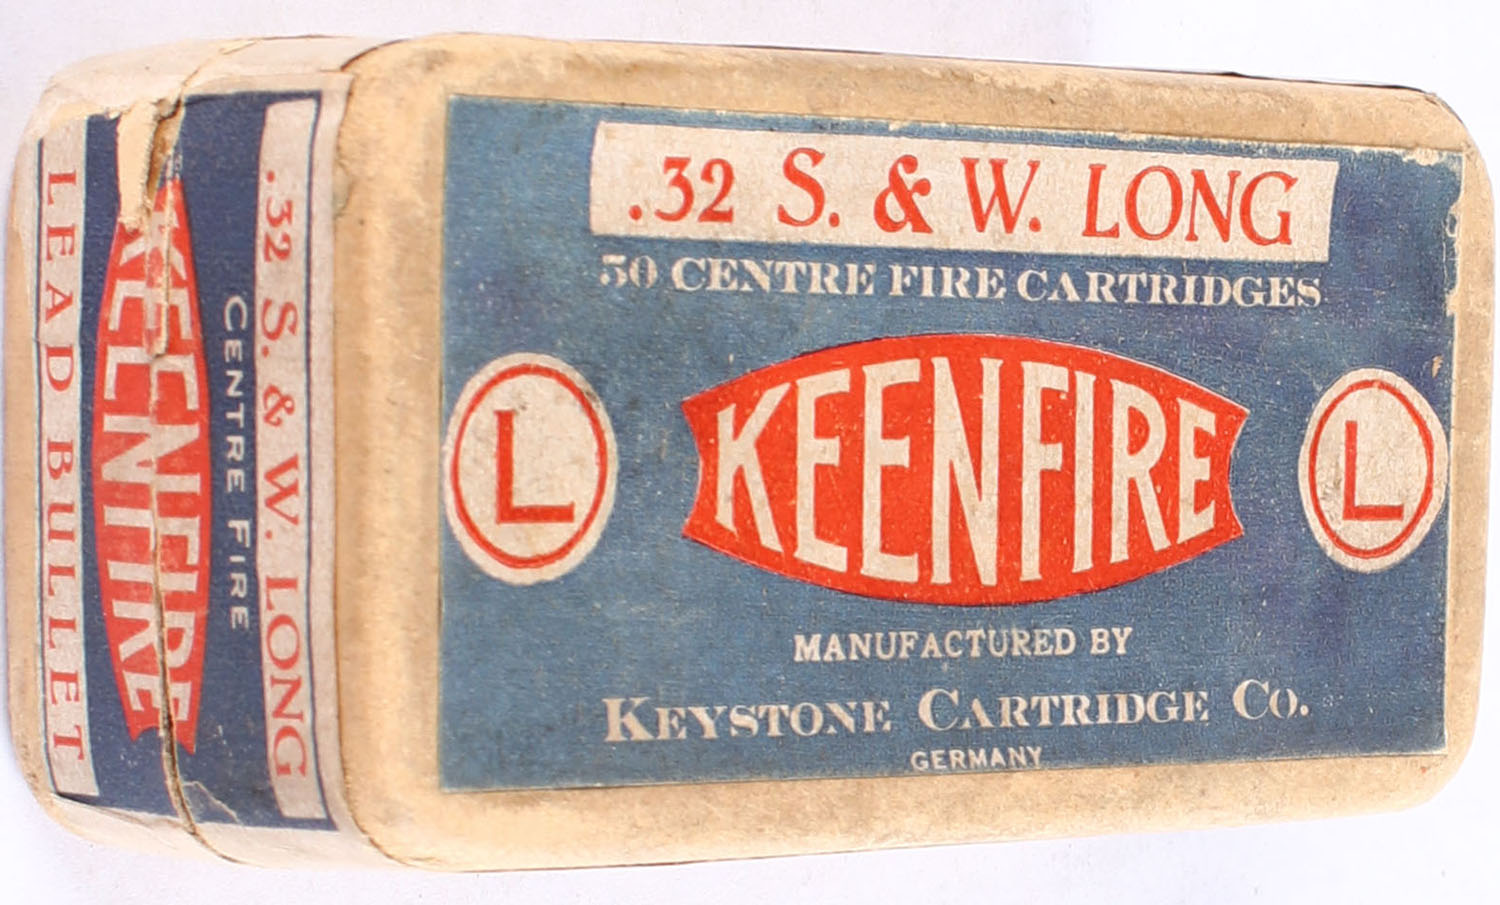 .32 S. & W. LONG
50 CENTRE FIRE CARTRIDGES
L KEENFIRE L
MANUFACTURED BY
KEYSTONE CARTRIDGE CO.
GERMANY
.32 S. & W. LONG
CENTRE FIRE
KEENFIRE
LEAD BULLET